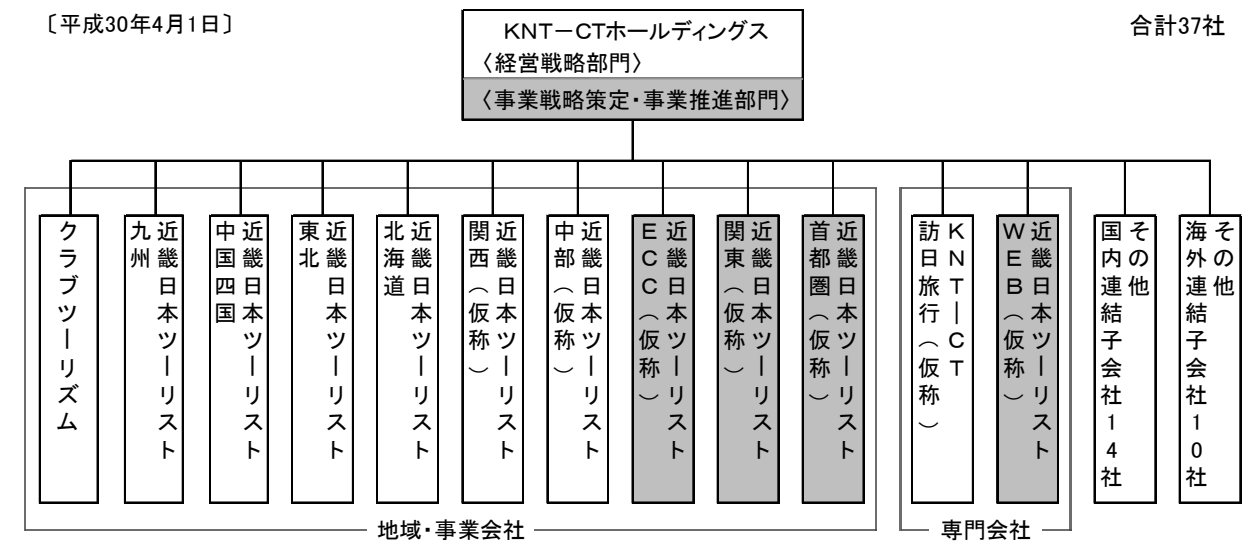 〔平成30年4月1日〕
合計37社
KNT－CTホールディングス
〈経営戦略部門〉
〈事業戦略策定・事業推進部門〉
クラブツーリズム
近畿日本ツーリスト
九州
近畿日本ツーリスト
中国四国
近畿日本ツーリスト
東北
近畿日本ツーリスト
北海道
近畿日本ツーリスト
関西（仮称）
近畿日本ツーリスト
中部（仮称）
近畿日本ツーリスト
ECC（仮称）
近畿日本ツーリスト
関東（仮称）
近畿日本ツーリスト
首都圏（仮称）
KNT―CT
訪日旅行（仮称）
近畿日本ツーリスト
WEB（仮称）
その他
国内連結子会社14社
その他
海外連結子会社10社
地域・事業会社
専門会社